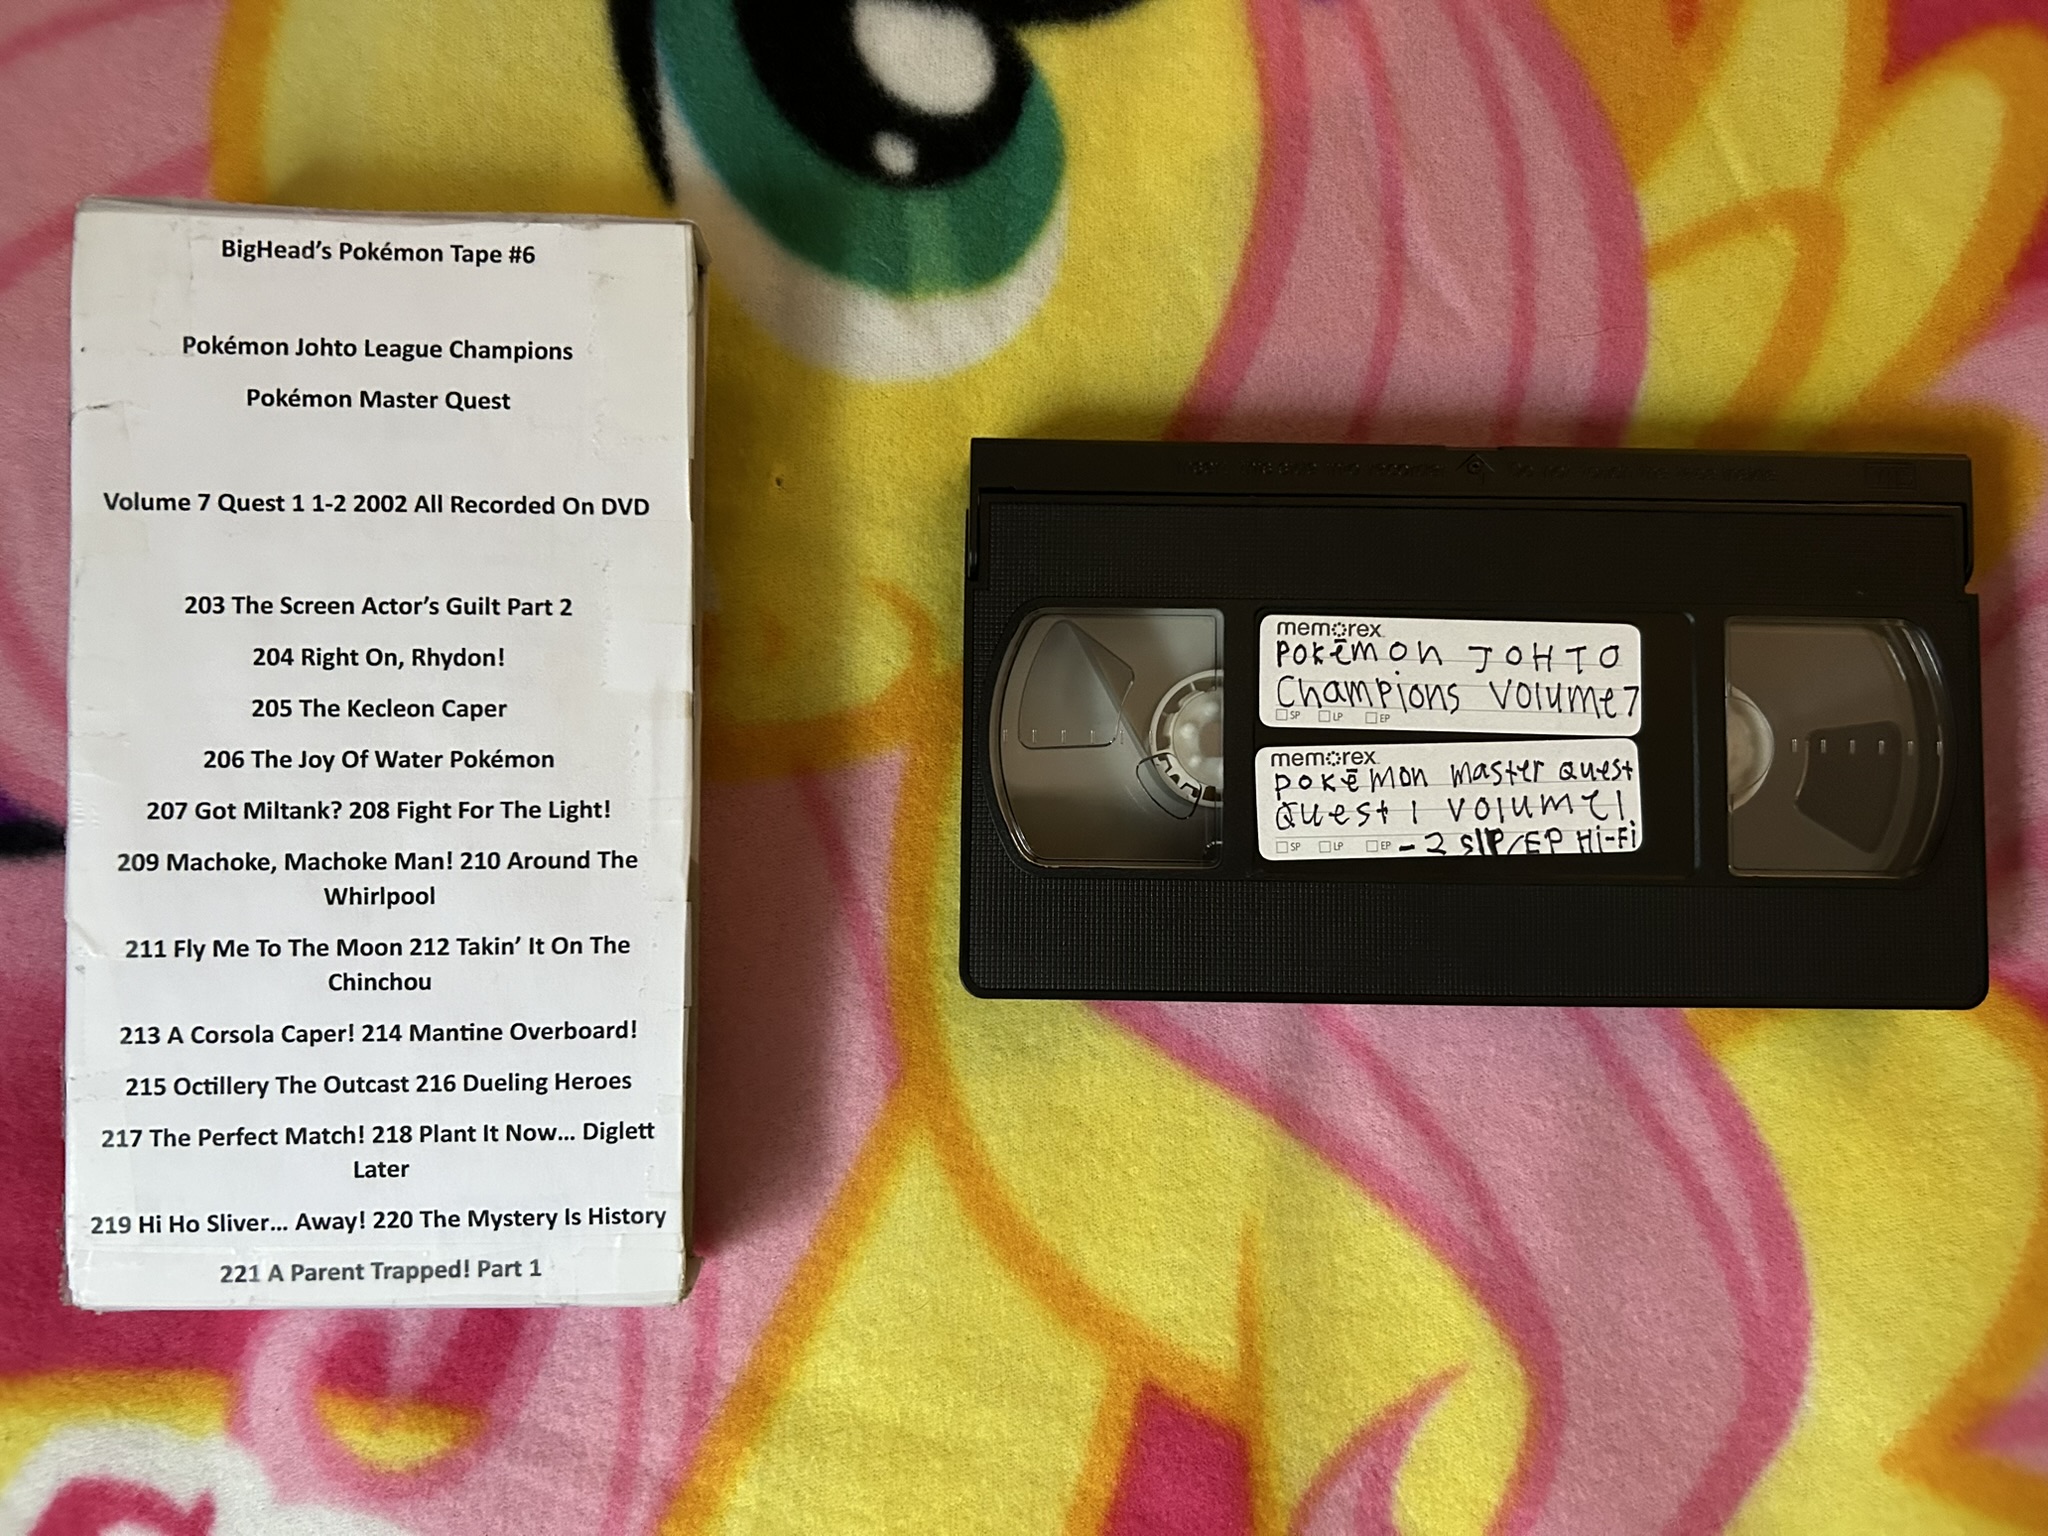 BigHead's Pokémon Tape #6
Pokémon Johto League Champions
Pokémon Master Quest
Volume 7 Quest 1 1-2 2002 All Recorded On DVD
203 The Screen Actor's Guilt Part 2
204 Right On, Rhydon!
205 The Kecleon Caper
206 The Joy Of Water Pokémon
207 Got Miltank? 208 Fight For The Light!
209 Machoke, Machoke Man! 210 Around The
Whirlpool
211 Fly Me To The Moon 212 Takin' It On The
Chinchou
213 A Corsola Caper! 214 Mantine Overboard!
215 Octillery The Outcast 216 Dueling Heroes
217 The Perfect Match! 218 Plant It Now... Diglett
Later
219 Hi Ho Sliver... Away! 220 The Mystery Is History
221 A Parent Trapped! Part 1
memorex
Pokēmon JOHTO
Champions Volume 7
SP LP EP
memorex
Pokēmon master Quest
Quest 1 Volume 1
SP LP EP - 2 SLP/EP Hi-Fi